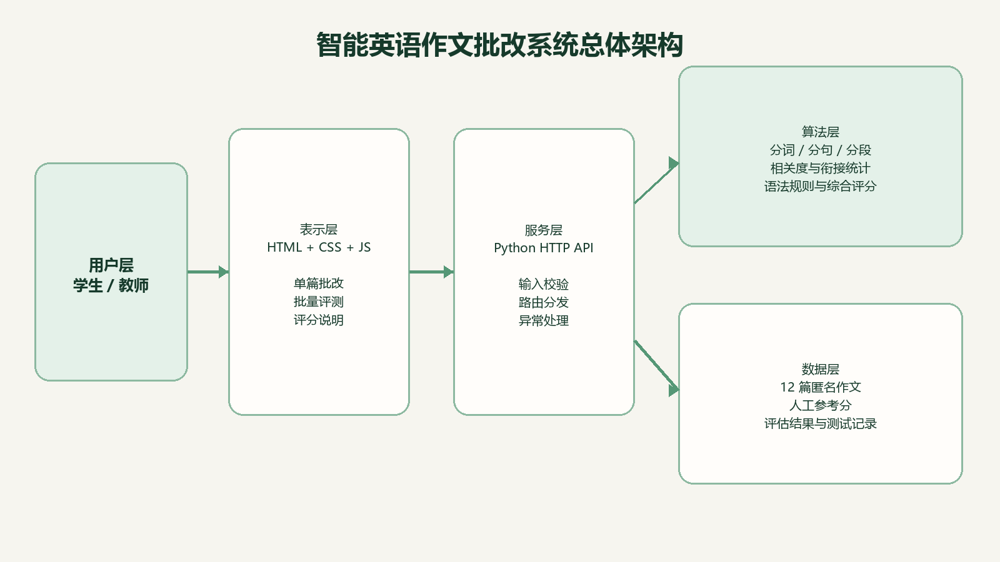 智能英语作文批改系统总体架构
用户层
学生 / 教师
表示层
HTML + CSS + JS
单篇批改
批量评测
评分说明
服务层
Python HTTP API
输入校验
路由分发
异常处理
算法层
分词 / 分句 / 分段
相关度与衔接统计
语法规则与综合评分
数据层
12 篇匿名作文
人工参考分
评估结果与测试记录